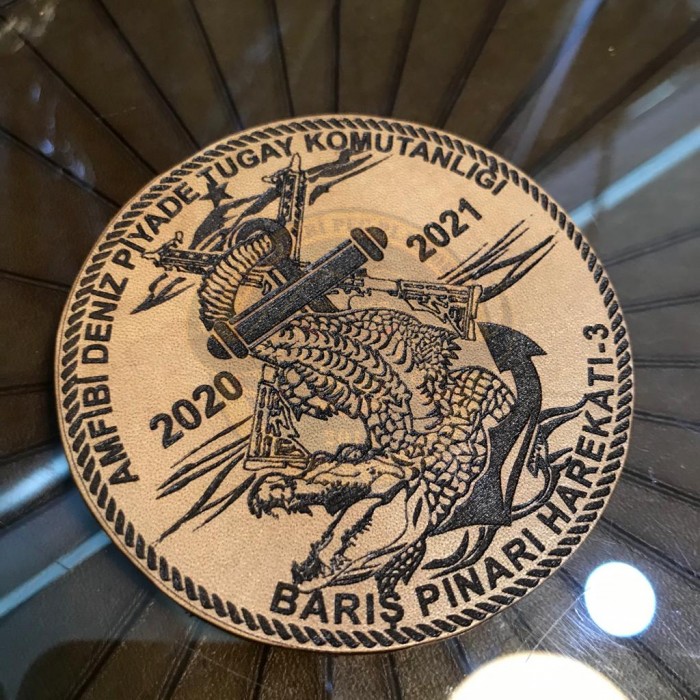 AMFİBİ DENİZ PİYADE TUGAY KOMUTANLIĞI
2020
2021
BARIŞ PINARI HAREKATI-3